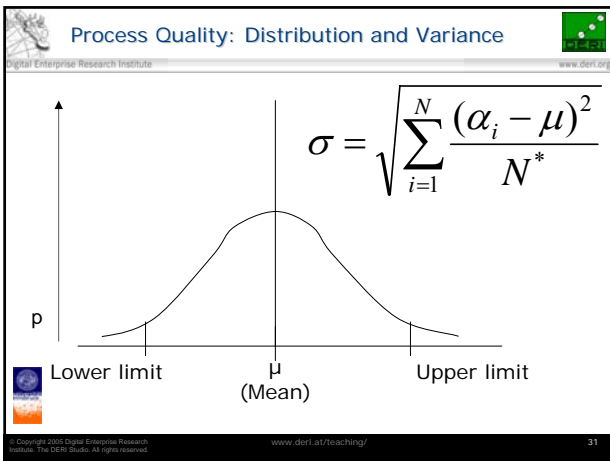 Process Quality: Distribution and Variance
DERI
Digital Enterprise Research Institute
www.deri.org
σ = √ N ∑ i=1 (α_i − μ)^2 / N^*
p
Lower limit
μ
(Mean)
Upper limit
© Copyright 2005 Digital Enterprise Research
Institute. The DERI Studio. All rights reserved.
www.deri.at/teaching/
31